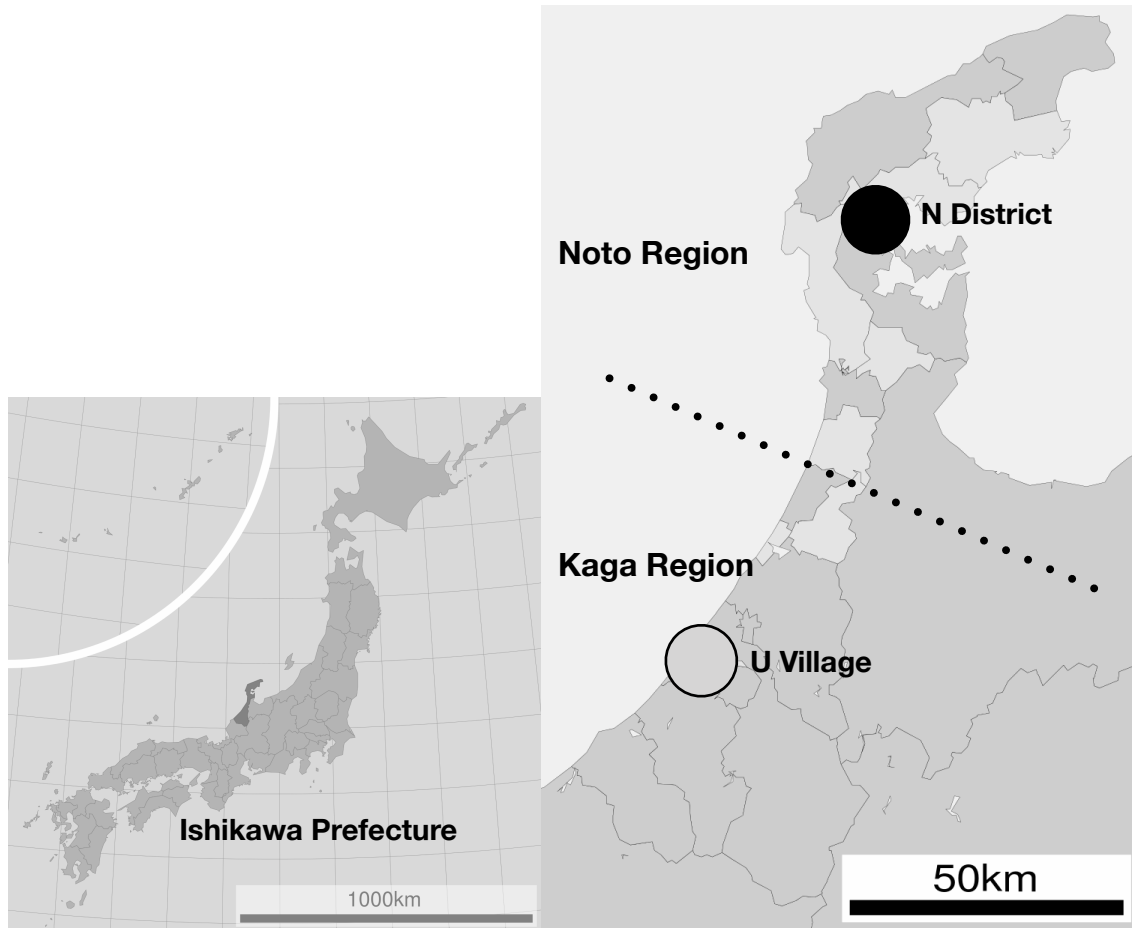 N District
Noto Region
Kaga Region
U Village
Ishikawa Prefecture
1000km
50km